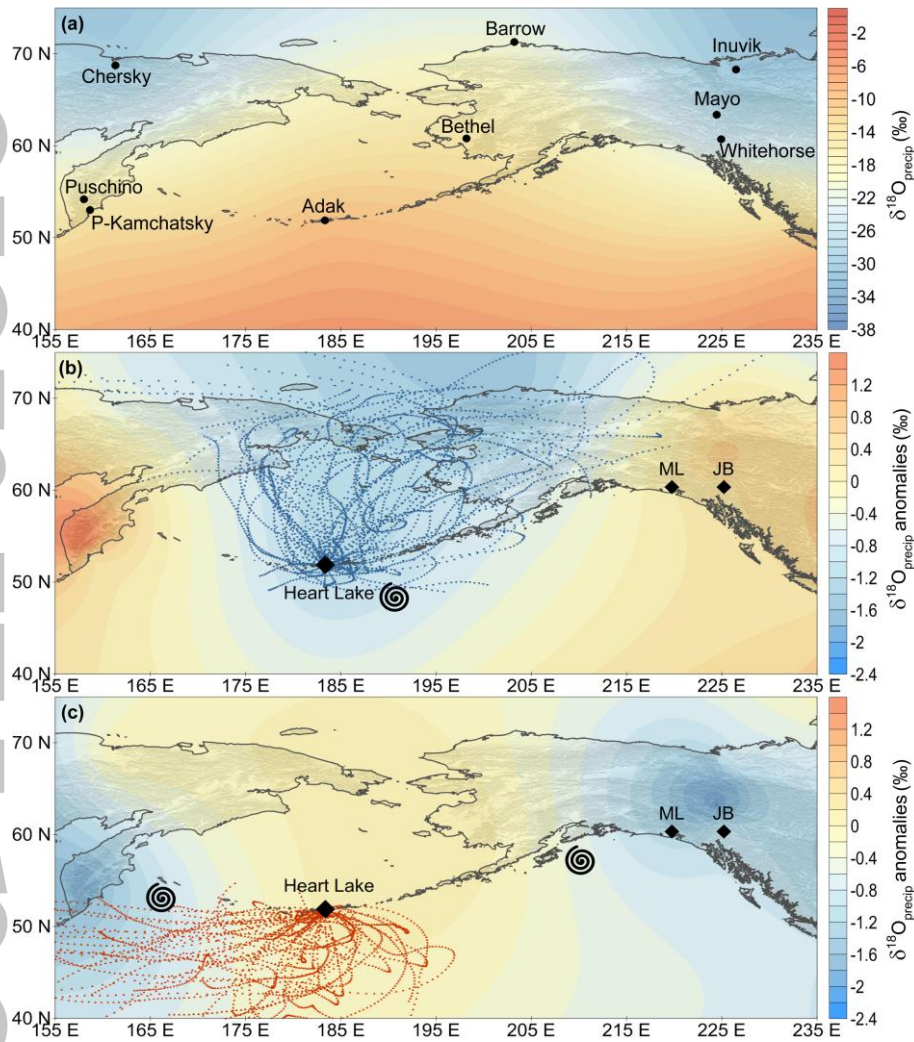 (a)
Barrow
Inuvik
Chersky
Mayo
Bethel
Whitehorse
Puschino
P-Kamchatsky
Adak
70 N
60 N
50 N
40 N
155 E 165 E 175 E 185 E 195 E 205 E 215 E 225 E 235 E
-2
-6
-10
-14
-18
-22
-26
-30
-34
-38
δ18Oprecip (‰)
(b)
ML JB
Heart Lake
70 N
60 N
50 N
40 N
155 E 165 E 175 E 185 E 195 E 205 E 215 E 225 E 235 E
1.2
0.8
0.4
0
-0.4
-0.8
-1.2
-1.6
-2
-2.4
δ18Oprecip anomalies (‰)
(c)
ML JB
Heart Lake
70 N
60 N
50 N
40 N
155 E 165 E 175 E 185 E 195 E 205 E 215 E 225 E 235 E
1.2
0.8
0.4
0
-0.4
-0.8
-1.2
-1.6
-2
-2.4
δ18Oprecip anomalies (‰)